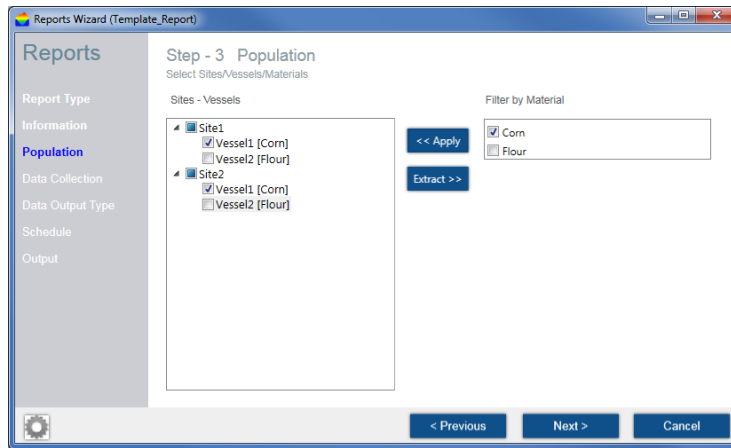 Reports Wizard (Template_Report)
Reports
Report Type
Information
Population
Data Collection
Data Output Type
Schedule
Output
Step - 3 Population
Select Sites/Vessels/Materials
Sites - Vessels
Site1
Vessel1 [Corn]
Vessel2 [Flour]
Site2
Vessel1 [Corn]
Vessel2 [Flour]
<< Apply
Extract >>
Filter by Material
Corn
Flour
< Previous
Next >
Cancel